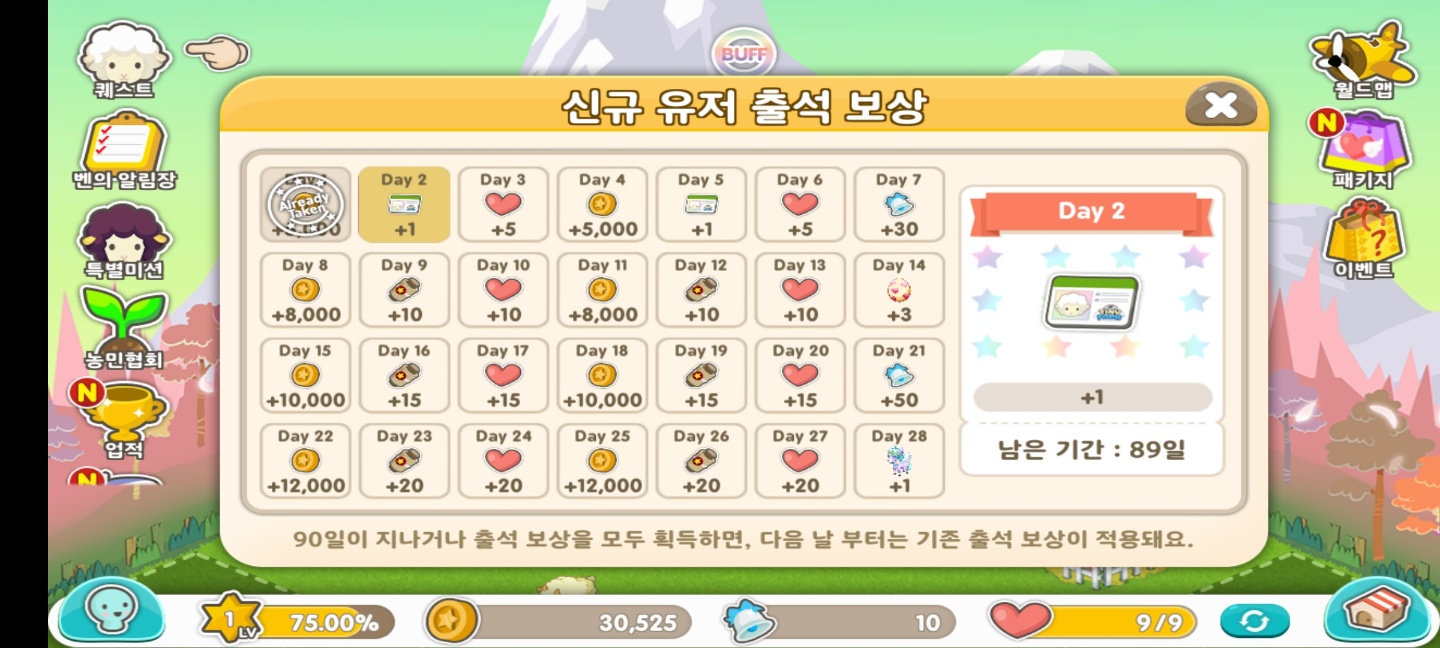 BUFF
신규 유저 출석 보상
퀘스트
벤의 알림장
특별미션
농민협회
N
업적
N
월드맵
N
패키지
이벤트
Already Taken
Day 2
+1
Day 3
+5
Day 4
+5,000
Day 5
+1
Day 6
+5
Day 7
+30
Day 8
+8,000
Day 9
+10
Day 10
+10
Day 11
+8,000
Day 12
+10
Day 13
+10
Day 14
+3
Day 15
+10,000
Day 16
+15
Day 17
+15
Day 18
+10,000
Day 19
+15
Day 20
+15
Day 21
+50
Day 22
+12,000
Day 23
+20
Day 24
+20
Day 25
+12,000
Day 26
+20
Day 27
+20
Day 28
+1
Day 2
+1
남은 기간 : 89일
90일이 지나거나 출석 보상을 모두 획득하면, 다음 날 부터는 기존 출석 보상이 적용돼요.
1
LV
75.00%
30,525
10
9/9